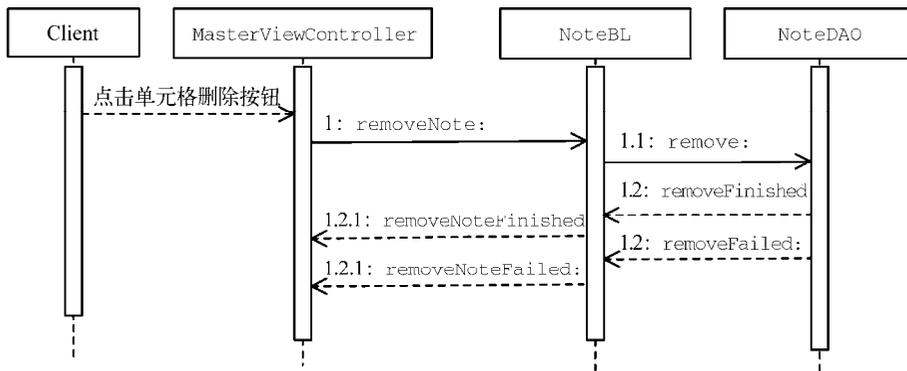 Client
MasterViewController
NoteBL
NoteDAO
点击单元格删除按钮
1: removeNote:
1.1: remove:
1.2: removeFinished
1.2.1: removeNoteFinished
1.2: removeFailed:
1.2.1: removeNoteFailed: